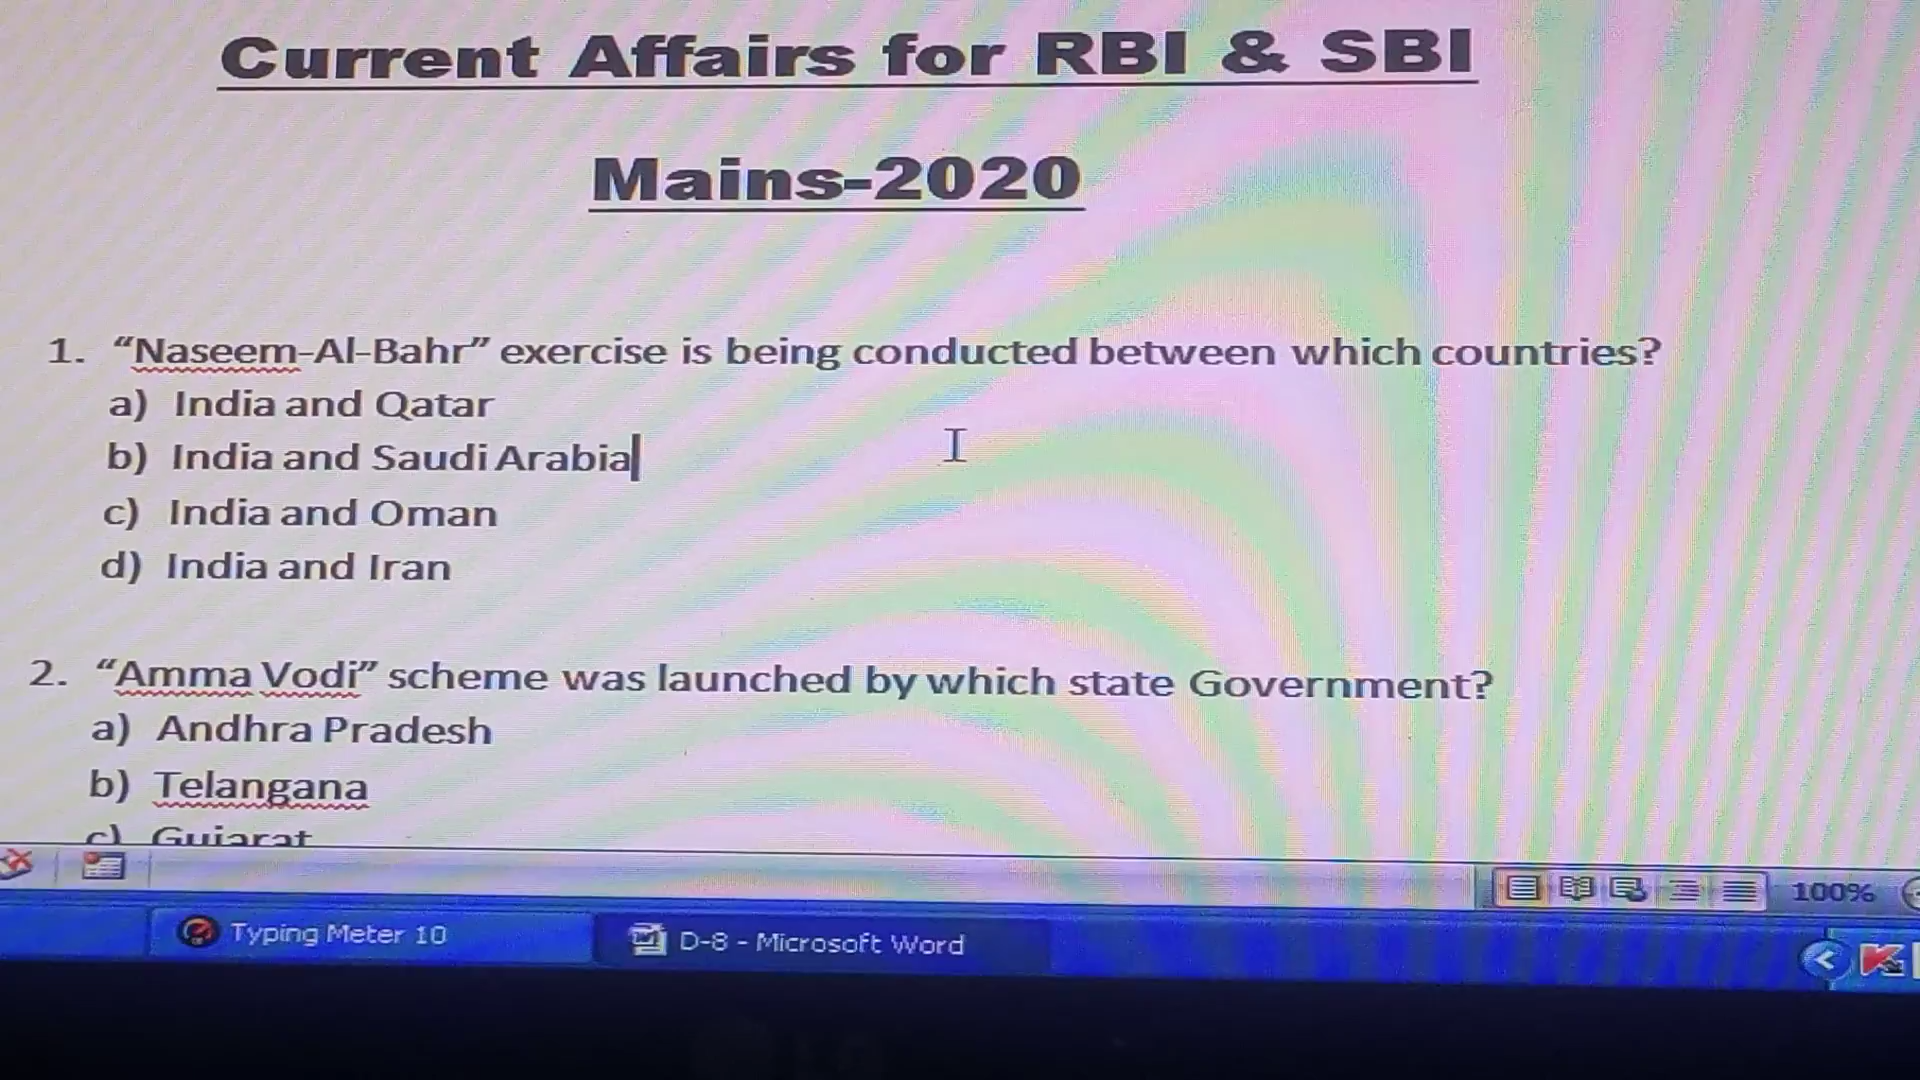 Current Affairs for RBI & SBI
Mains-2020
1. “Naseem-Al-Bahr” exercise is being conducted between which countries?
a) India and Qatar
b) India and Saudi Arabia
c) India and Oman
d) India and Iran
2. “Amma Vodi” scheme was launched by which state Government?
a) Andhra Pradesh
b) Telangana
c) Gujarat
100%
Typing Meter 10
D-8 - Microsoft Word